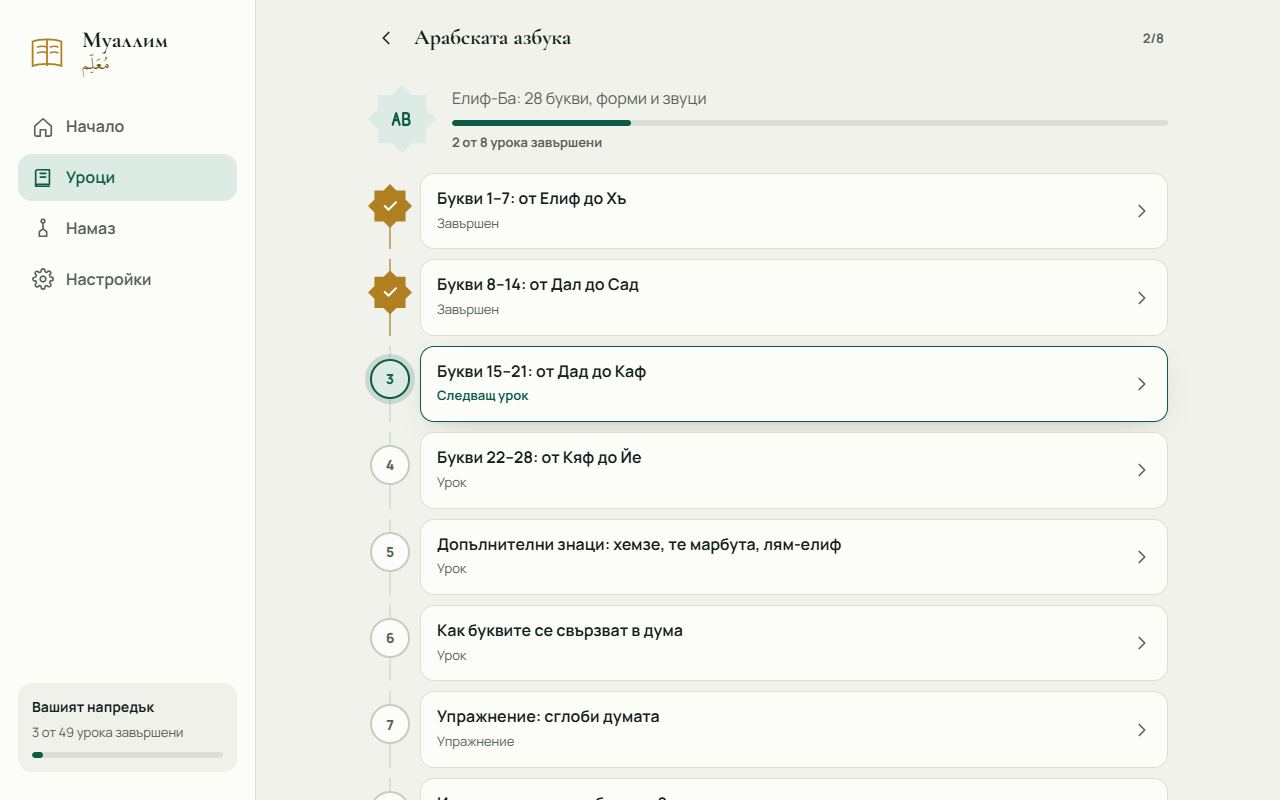 Муаллим
مُعَلِّم
Начало
Уроци
Намаз
Настройки
Вашият напредък
3 от 49 урока завършени
Арабската азбука
2/8
АВ
Елиф-Ба: 28 букви, форми и звуци
2 от 8 урока завършени
Букви 1–7: от Елиф до Хъ
Завършен
Букви 8–14: от Дал до Сад
Завършен
3
Букви 15–21: от Дад до Каф
Следващ урок
4
Букви 22–28: от Кяф до Йе
Урок
5
Допълнителни знаци: хемзе, те марбута, лям-елиф
Урок
6
Как буквите се свързват в дума
Урок
7
Упражнение: сглоби думата
Упражнение